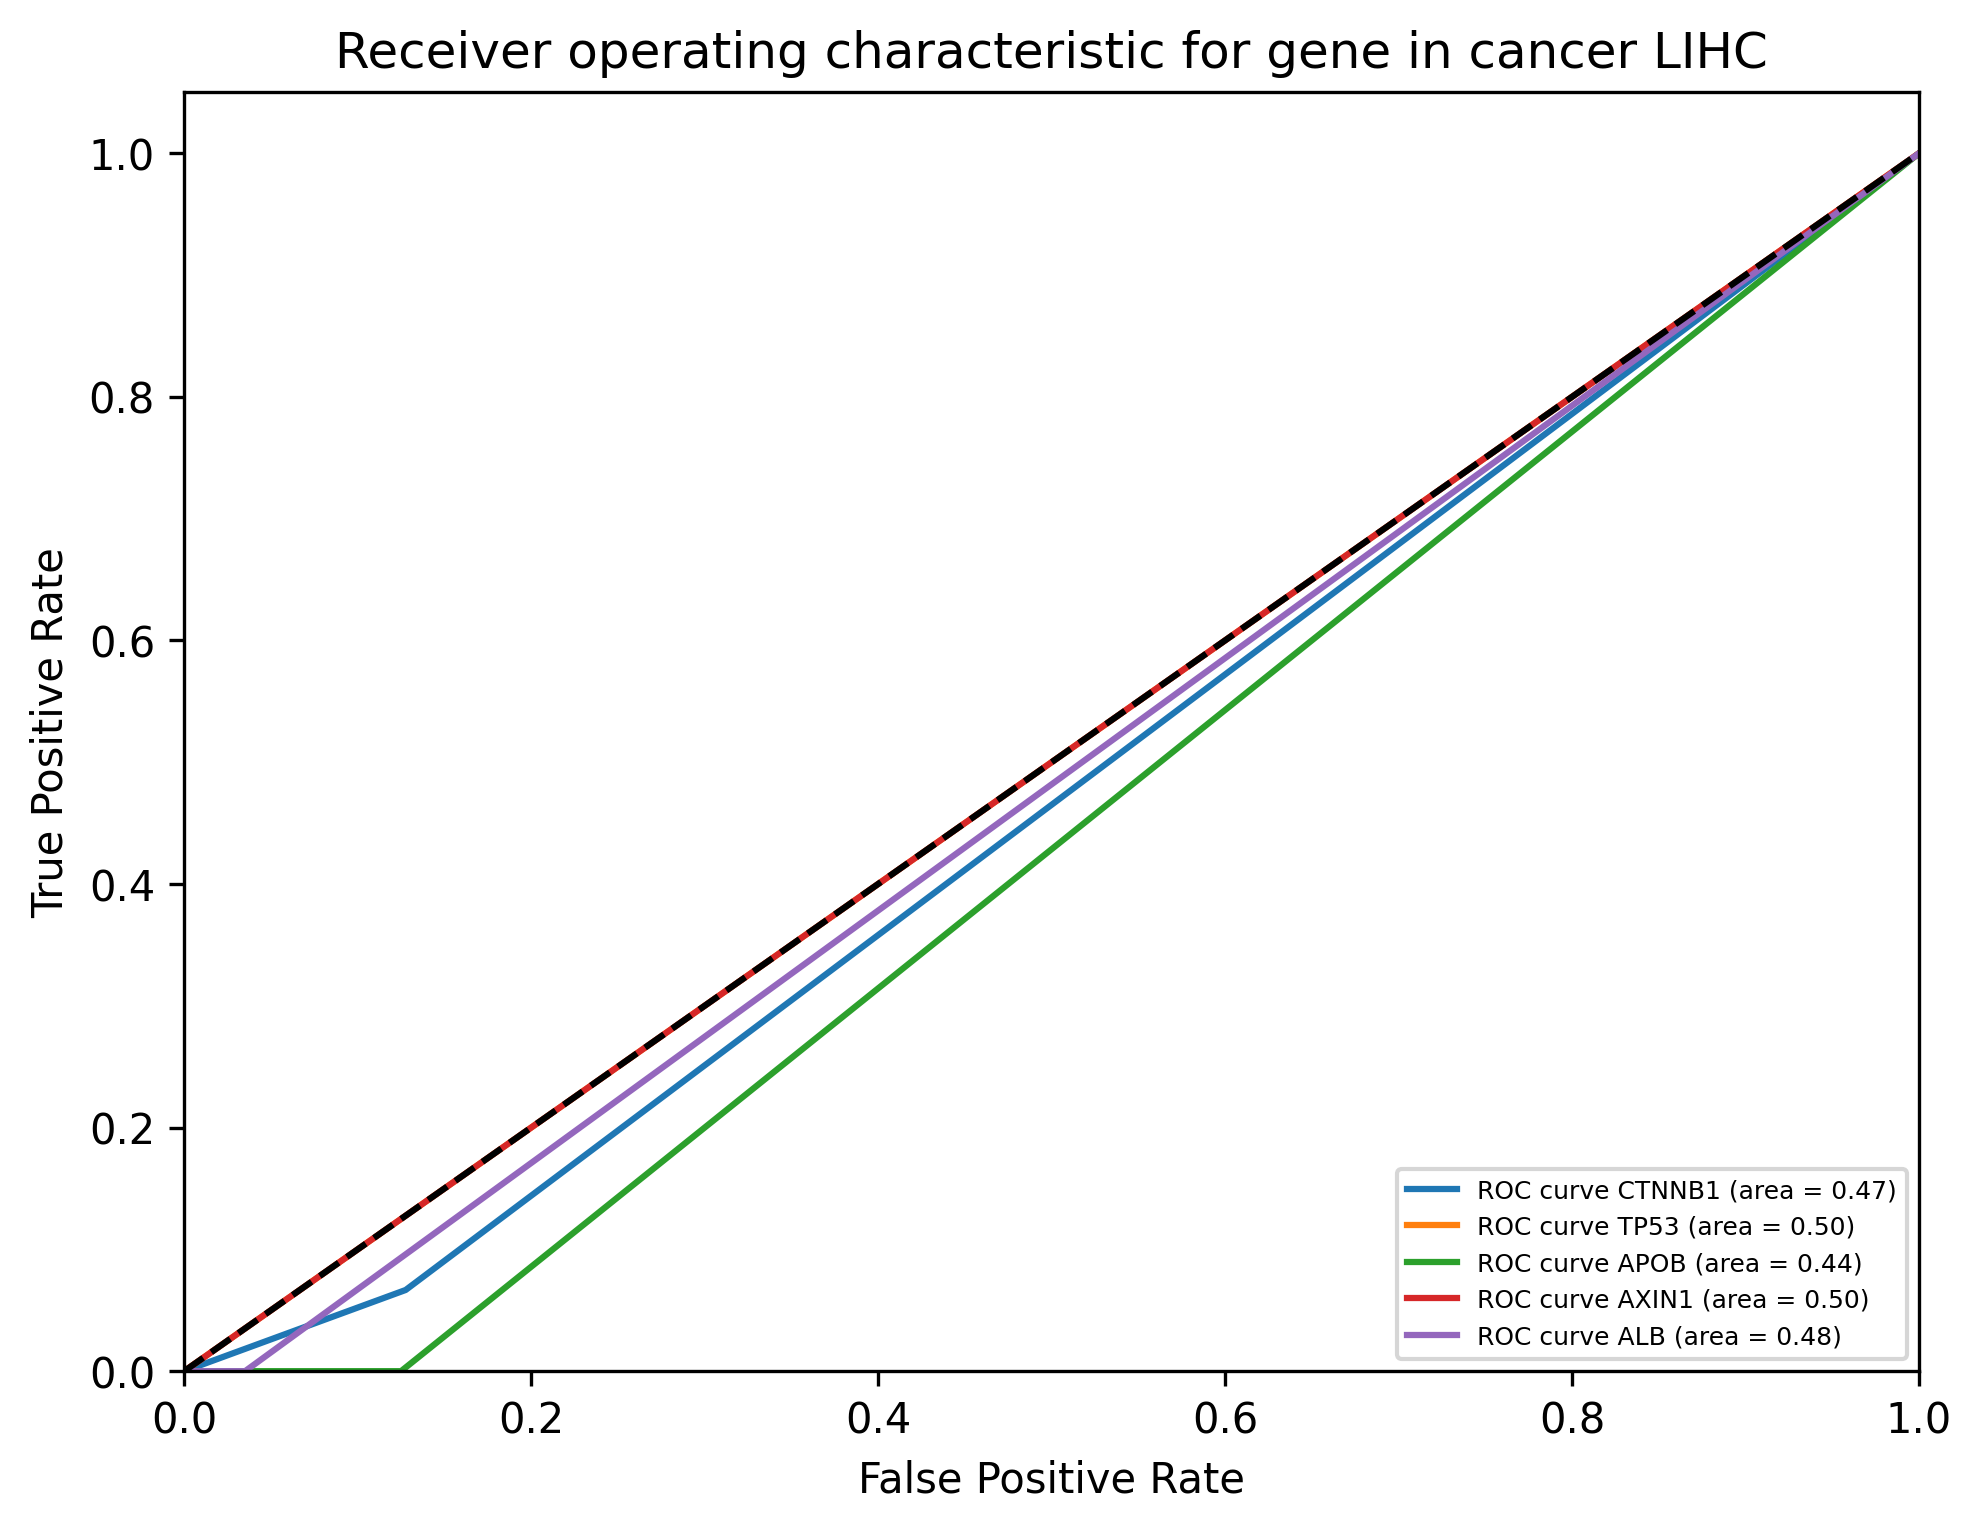 Receiver operating characteristic for gene in cancer LIHC
1.0
0.8
0.6
0.4
0.2
0.0
True Positive Rate
ROC curve CTNNB1 (area = 0.47)
ROC curve TP53 (area = 0.50)
ROC curve APOB (area = 0.44)
ROC curve AXIN1 (area = 0.50)
ROC curve ALB (area = 0.48)
0.0 0.2 0.4 0.6 0.8 1.0
False Positive Rate